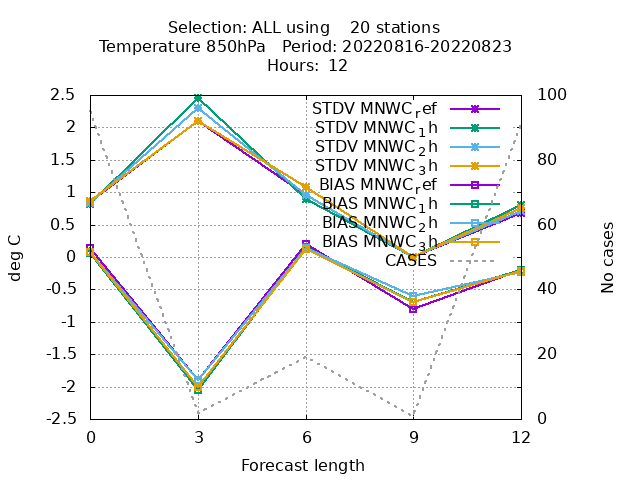 Selection: ALL using    20 stations
Temperature 850hPa   Period: 20220816-20220823
Hours:  12
2.5
2
1.5
1
0.5
0
-0.5
-1
-1.5
-2
-2.5
deg C
100
80
60
40
20
0
No cases
STDV MNWC_ref
STDV MNWC_1h
STDV MNWC_2h
STDV MNWC_3h
BIAS MNWC_ref
BIAS MNWC_1h
BIAS MNWC_2h
BIAS MNWC_3h
CASES
0 3 6 9 12
Forecast length